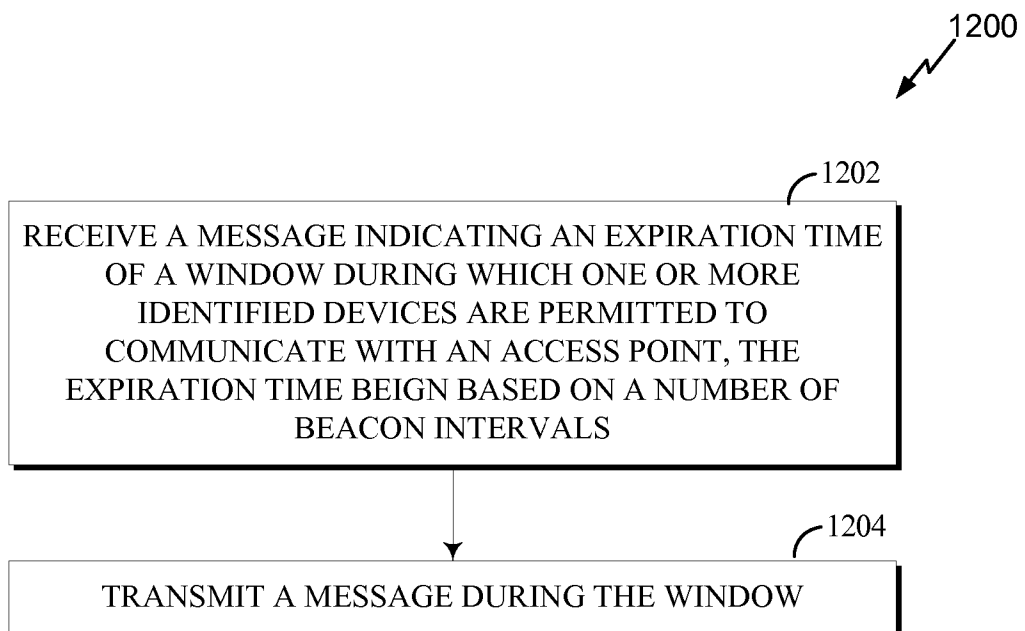 1200
1202
RECEIVE A MESSAGE INDICATING AN EXPIRATION TIME
OF A WINDOW DURING WHICH ONE OR MORE
IDENTIFIED DEVICES ARE PERMITTED TO
COMMUNICATE WITH AN ACCESS POINT, THE
EXPIRATION TIME BEIGN BASED ON A NUMBER OF
BEACON INTERVALS
1204
TRANSMIT A MESSAGE DURING THE WINDOW